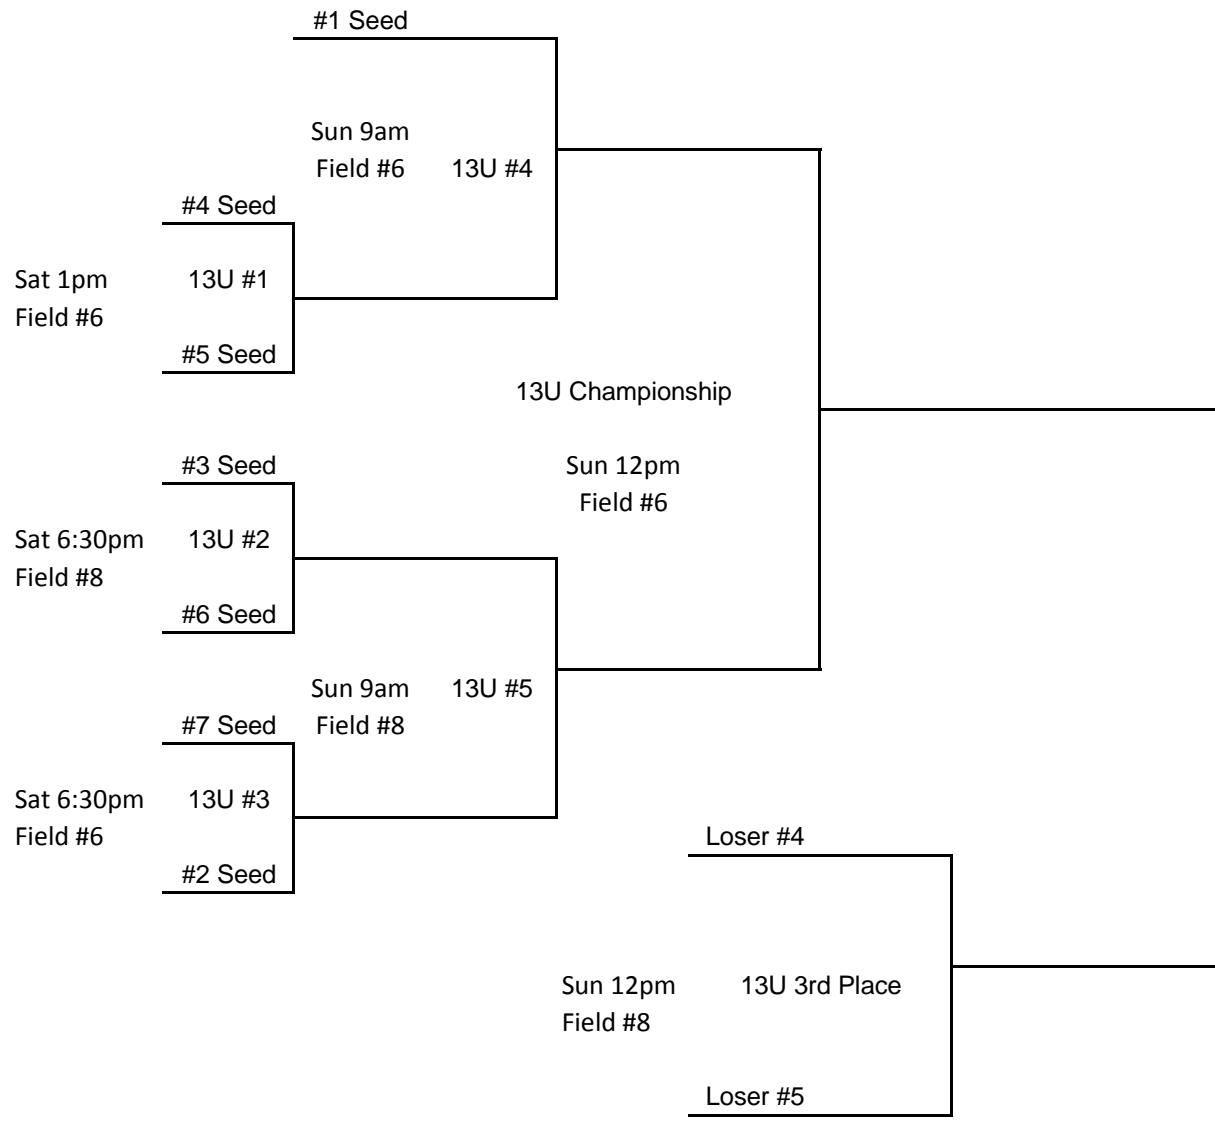 #1 Seed
Sun 9am
Field #6 13U #4
#4 Seed
Sat 1pm 13U #1
Field #6
#5 Seed
13U Championship
#3 Seed Sun 12pm
Field #6
Sat 6:30pm 13U #2
Field #8
#6 Seed
Sun 9am 13U #5
#7 Seed Field #8
Sat 6:30pm 13U #3
Field #6 Loser #4
#2 Seed
Sun 12pm 13U 3rd Place
Field #8
Loser #5